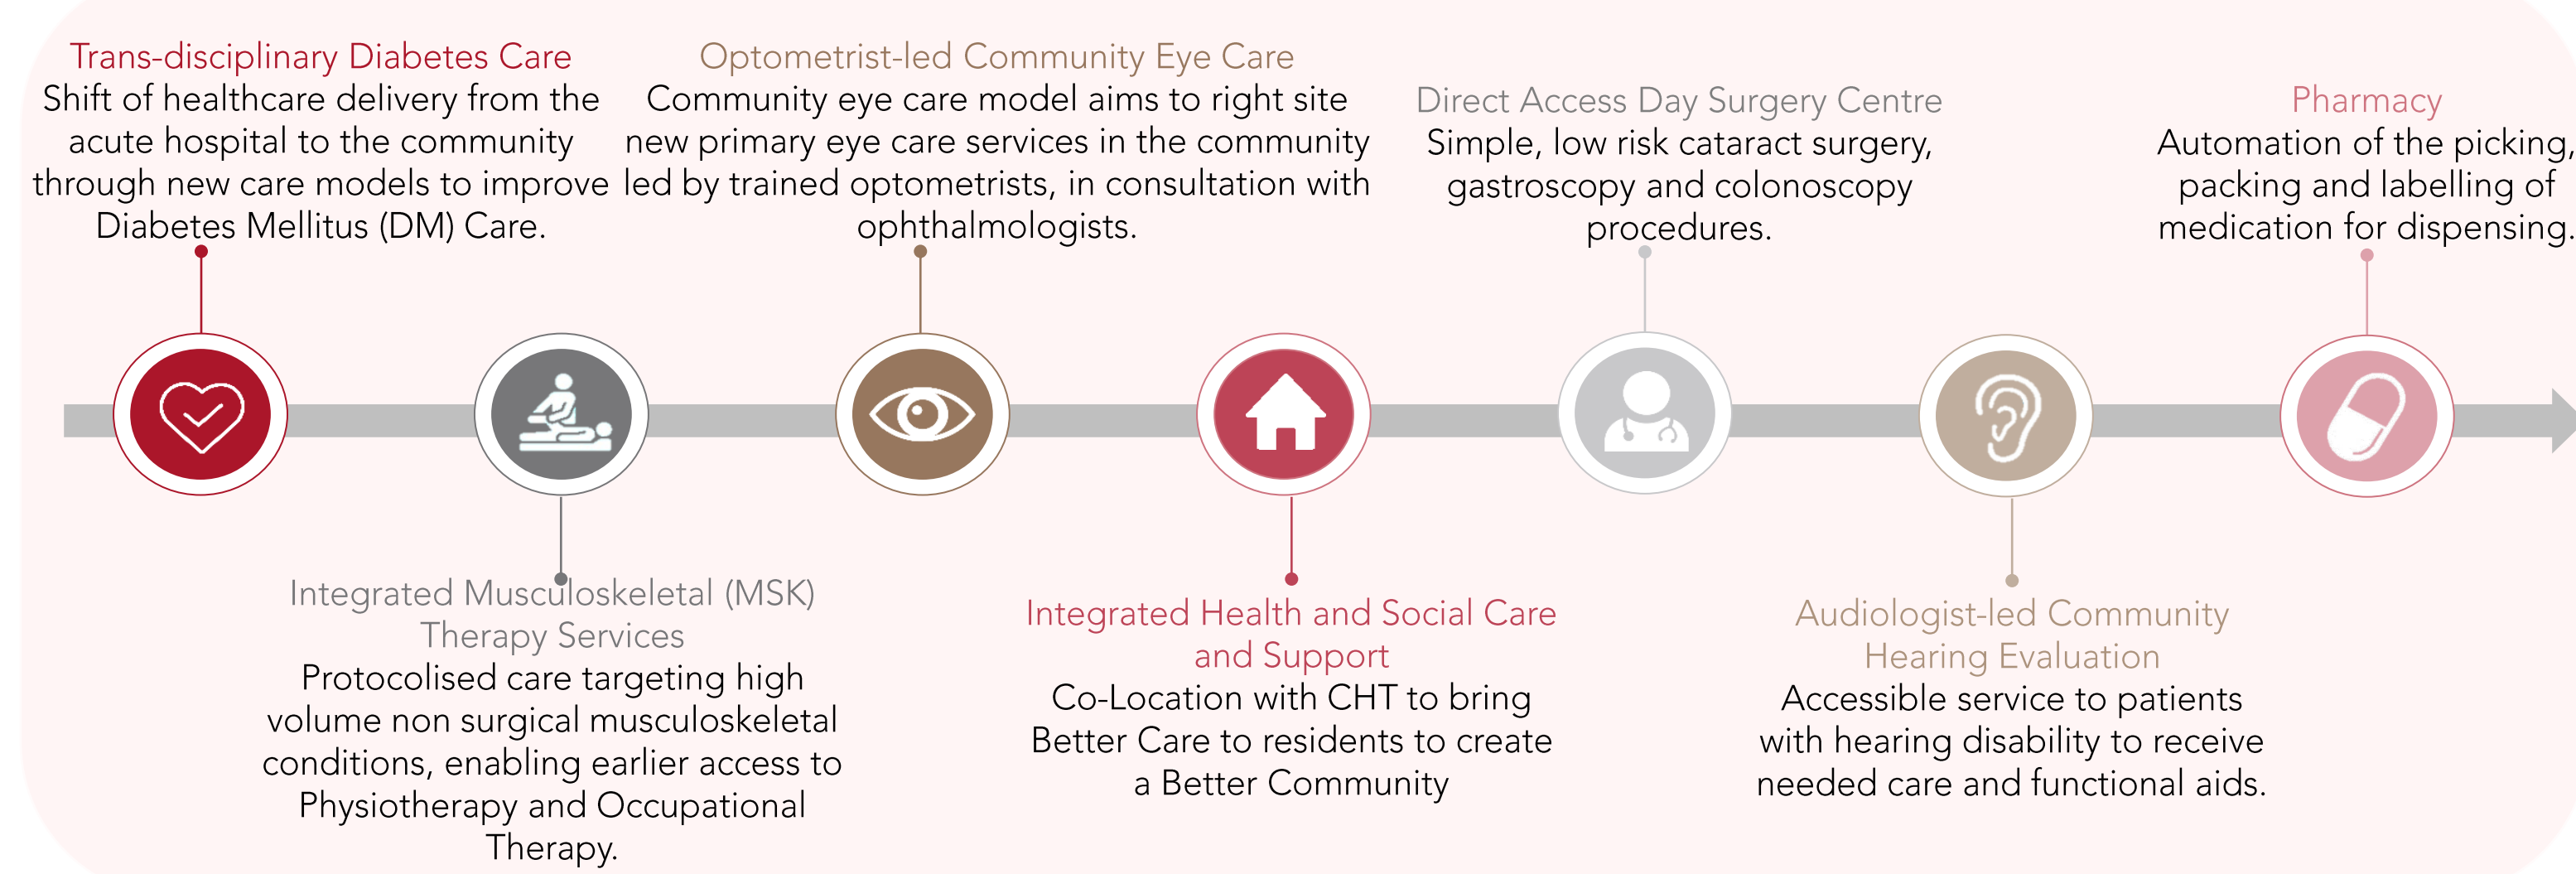 Trans-disciplinary Diabetes Care
Shift of healthcare delivery from the
acute hospital to the community
through new care models to improve
Diabetes Mellitus (DM) Care.
Integrated Musculoskeletal (MSK)
Therapy Services
Protocolised care targeting high
volume non surgical musculoskeletal
conditions, enabling earlier access to
Physiotherapy and Occupational
Therapy.
Optometrist-led Community Eye Care
Community eye care model aims to right site
new primary eye care services in the community
led by trained optometrists, in consultation with
ophthalmologists.
Integrated Health and Social Care
and Support
Co-Location with CHT to bring
Better Care to residents to create
a Better Community
Direct Access Day Surgery Centre
Simple, low risk cataract surgery,
gastroscopy and colonoscopy
procedures.
Audiologist-led Community
Hearing Evaluation
Accessible service to patients
with hearing disability to receive
needed care and functional aids.
Pharmacy
Automation of the picking,
packing and labelling of
medication for dispensing.